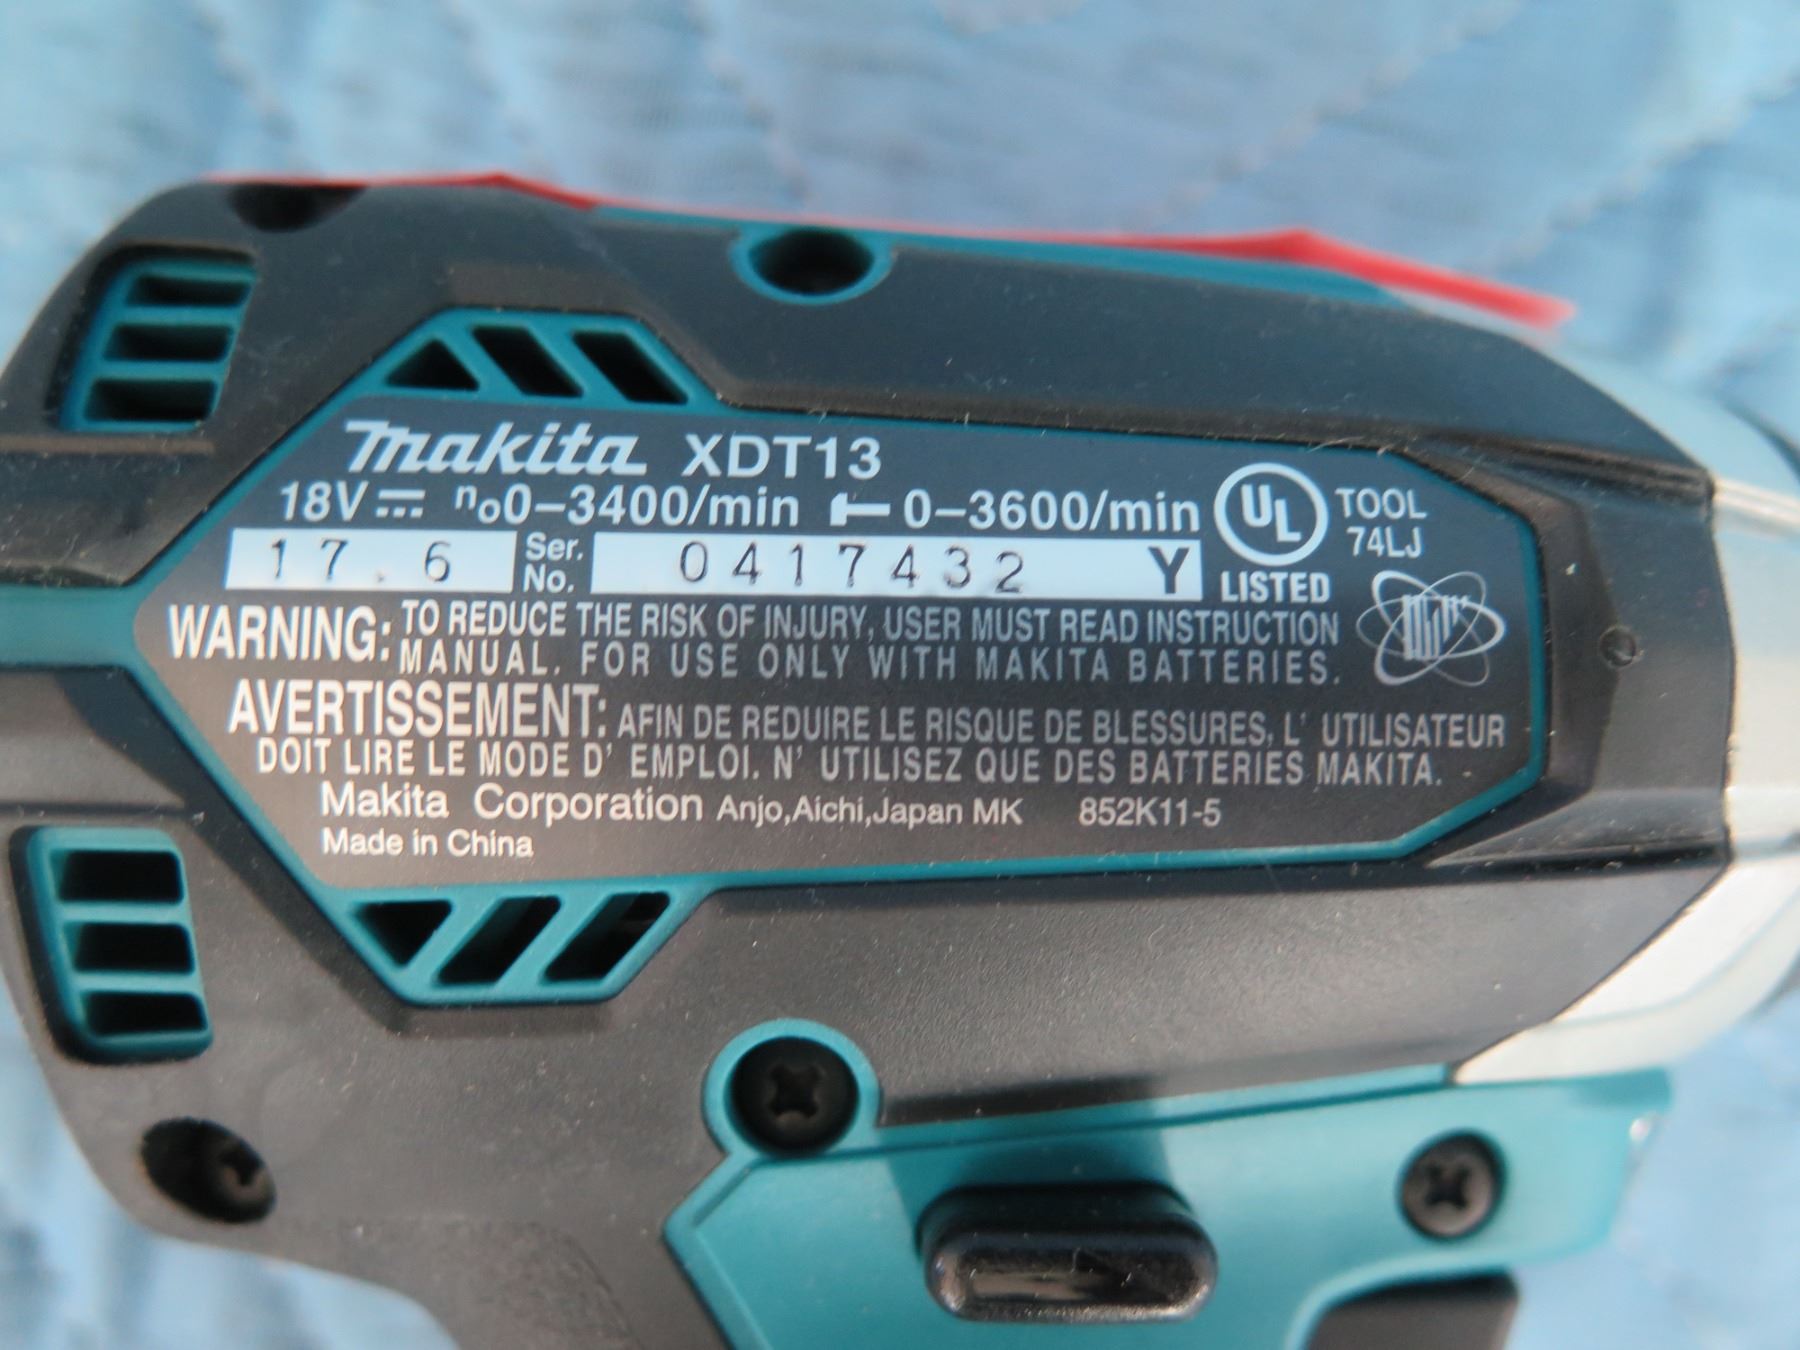 makita XDT13
18V n₀0–3400/min 0–3600/min UL TOOL
17.6 Ser. No. 0417432 Y LISTED 74LJ
WARNING: TO REDUCE THE RISK OF INJURY, USER MUST READ INSTRUCTION
MANUAL. FOR USE ONLY WITH MAKITA BATTERIES.
AVERTISSEMENT: AFIN DE REDUIRE LE RISQUE DE BLESSURES, L' UTILISATEUR
DOIT LIRE LE MODE D' EMPLOI. N' UTILISEZ QUE DES BATTERIES MAKITA.
Makita Corporation Anjo,Aichi,Japan MK 852K11-5
Made in China